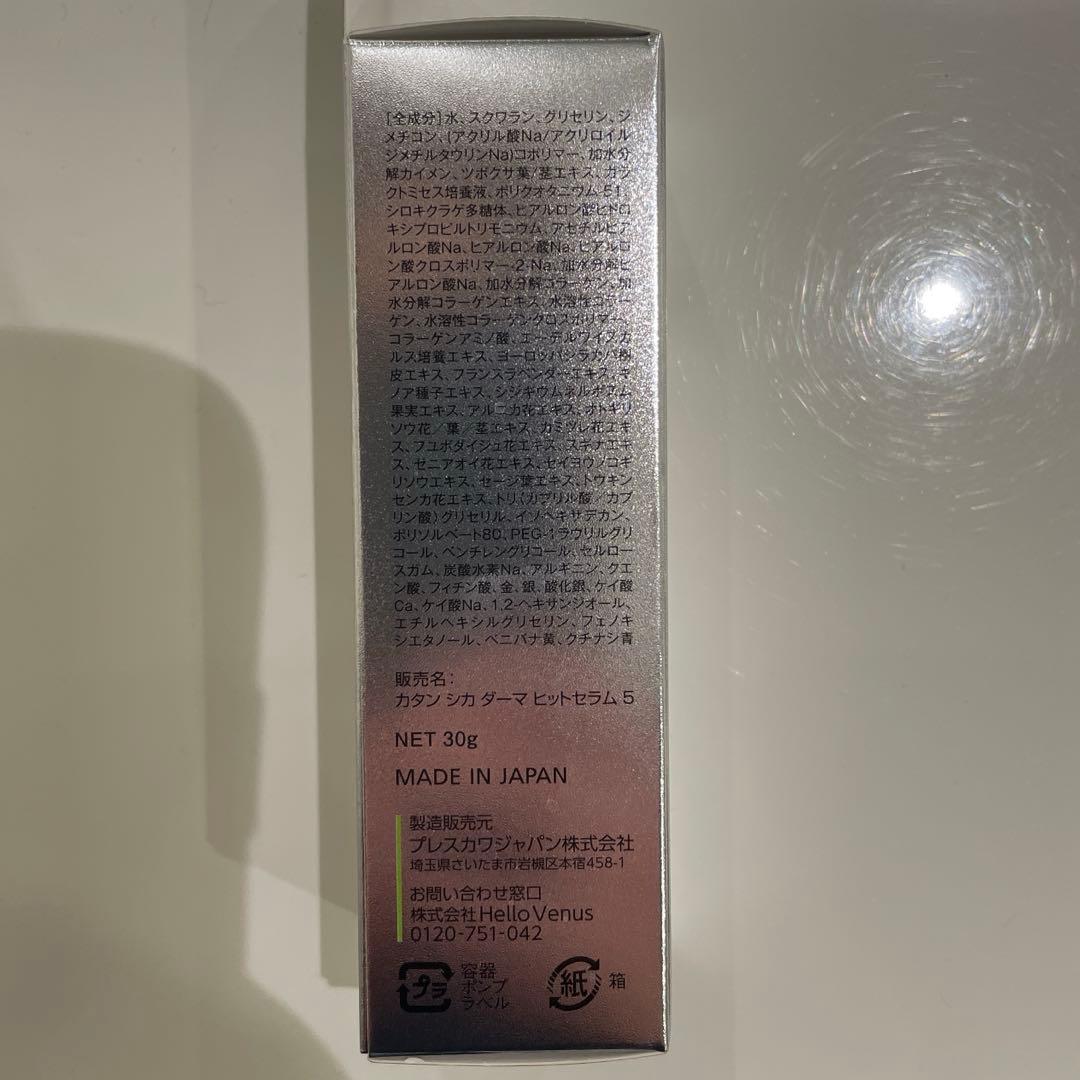 [全成分]水、スクワラン、グリセリン、ジ
メチコン、(アクリル酸Na/アクリロイル
ジメチルタウリンNa)コポリマー、加水分
解カイメン、ツボクサ葉/茎エキス、ガラ
クトミセス培養液、ポリクオタニウム-51、
シロキクラゲ多糖体、ヒアルロン酸ヒドロ
キシプロピルトリモニウム、アセチルヒア
ルロン酸Na、ヒアルロン酸Na、ヒアルロ
ン酸クロスポリマー-2-Na、加水分解ヒ
アルロン酸Na、加水分解コラーゲン、加
水分解コラーゲンエキス、水溶性コラー
ゲン、水溶性コラーゲンクロスポリマー、
コラーゲンアミノ酸、エーデルワイスカ
ルス培養エキス、ヨーロッパシラカバ樹
皮エキス、フランスラベンダーエキス、キ
ノア種子エキス、シジギウムネルボスム
果実エキス、アルニカ花エキス、オトギリ
ソウ花/葉/茎エキス、カミツレ花エキ
ス、フユボダイジュ花エキス、スギナエキ
ス、ゼニアオイ花エキス、セイヨウノコギ
リソウエキス、セージ葉エキス、トウキン
センカ花エキス、トリ(カプリル酸/カプ
リン酸)グリセリル、イソヘキサデカン、
ポリソルベート80、PEG-1ラウリルグリ
コール、ペンチレングリコール、セルロー
スガム、炭酸水素Na、アルギニン、クエ
ン酸、フィチン酸、金、銀、酸化銀、ケイ酸
Ca、ケイ酸Na、1,2-ヘキサンジオール、
エチルヘキシルグリセリン、フェノキ
シエタノール、ベニバナ黄、クチナシ青
販売名:
カタン シカ ダーマ ヒットセラム 5
NET 30g
MADE IN JAPAN
製造販売元
プレスカワジャパン株式会社
埼玉県さいたま市岩槻区本宿458-1
お問い合わせ窓口
株式会社Hello Venus
0120-751-042
プラ
容器
ポンプ
ラベル
紙
箱